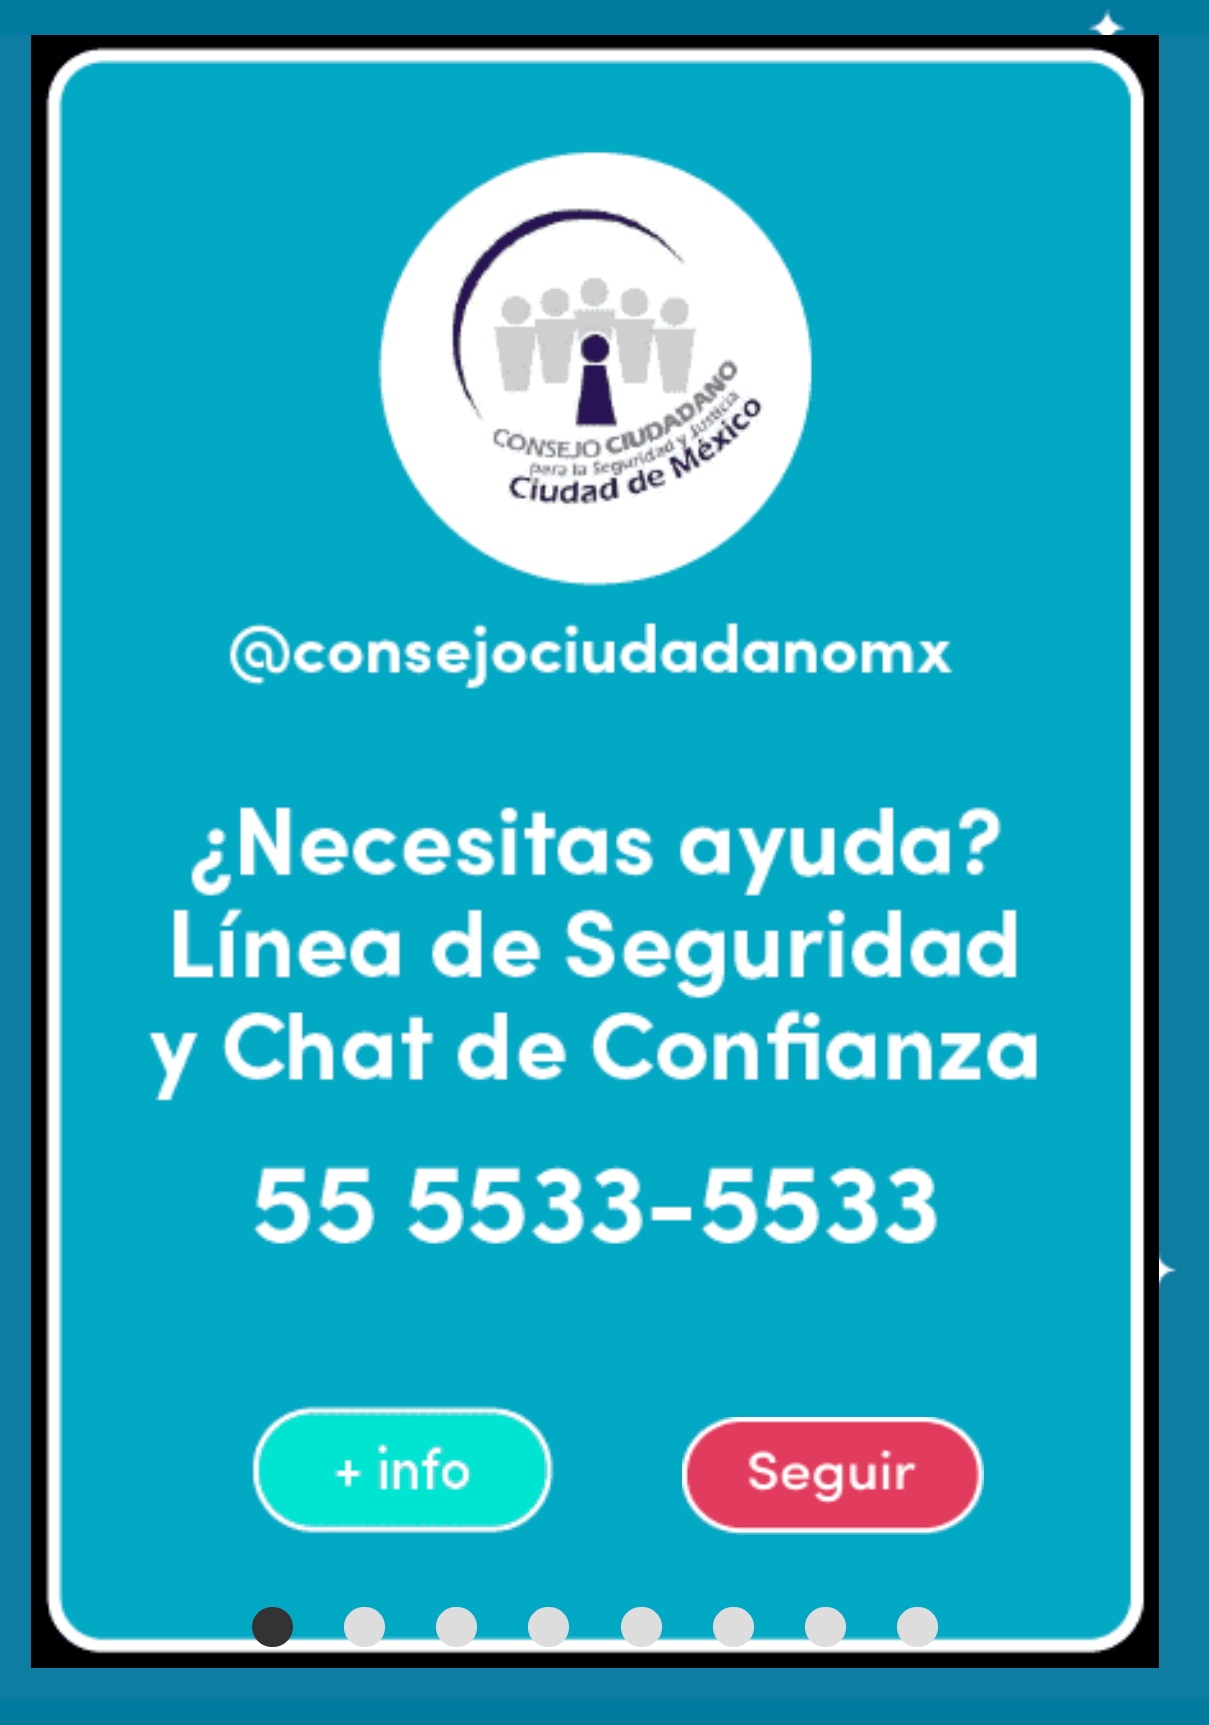 CONSEJO CIUDADANO
para la Seguridad y Justicia
Ciudad de México
@consejociudadanomx
¿Necesitas ayuda?
Línea de Seguridad
y Chat de Confianza
55 5533-5533
+ info
Seguir